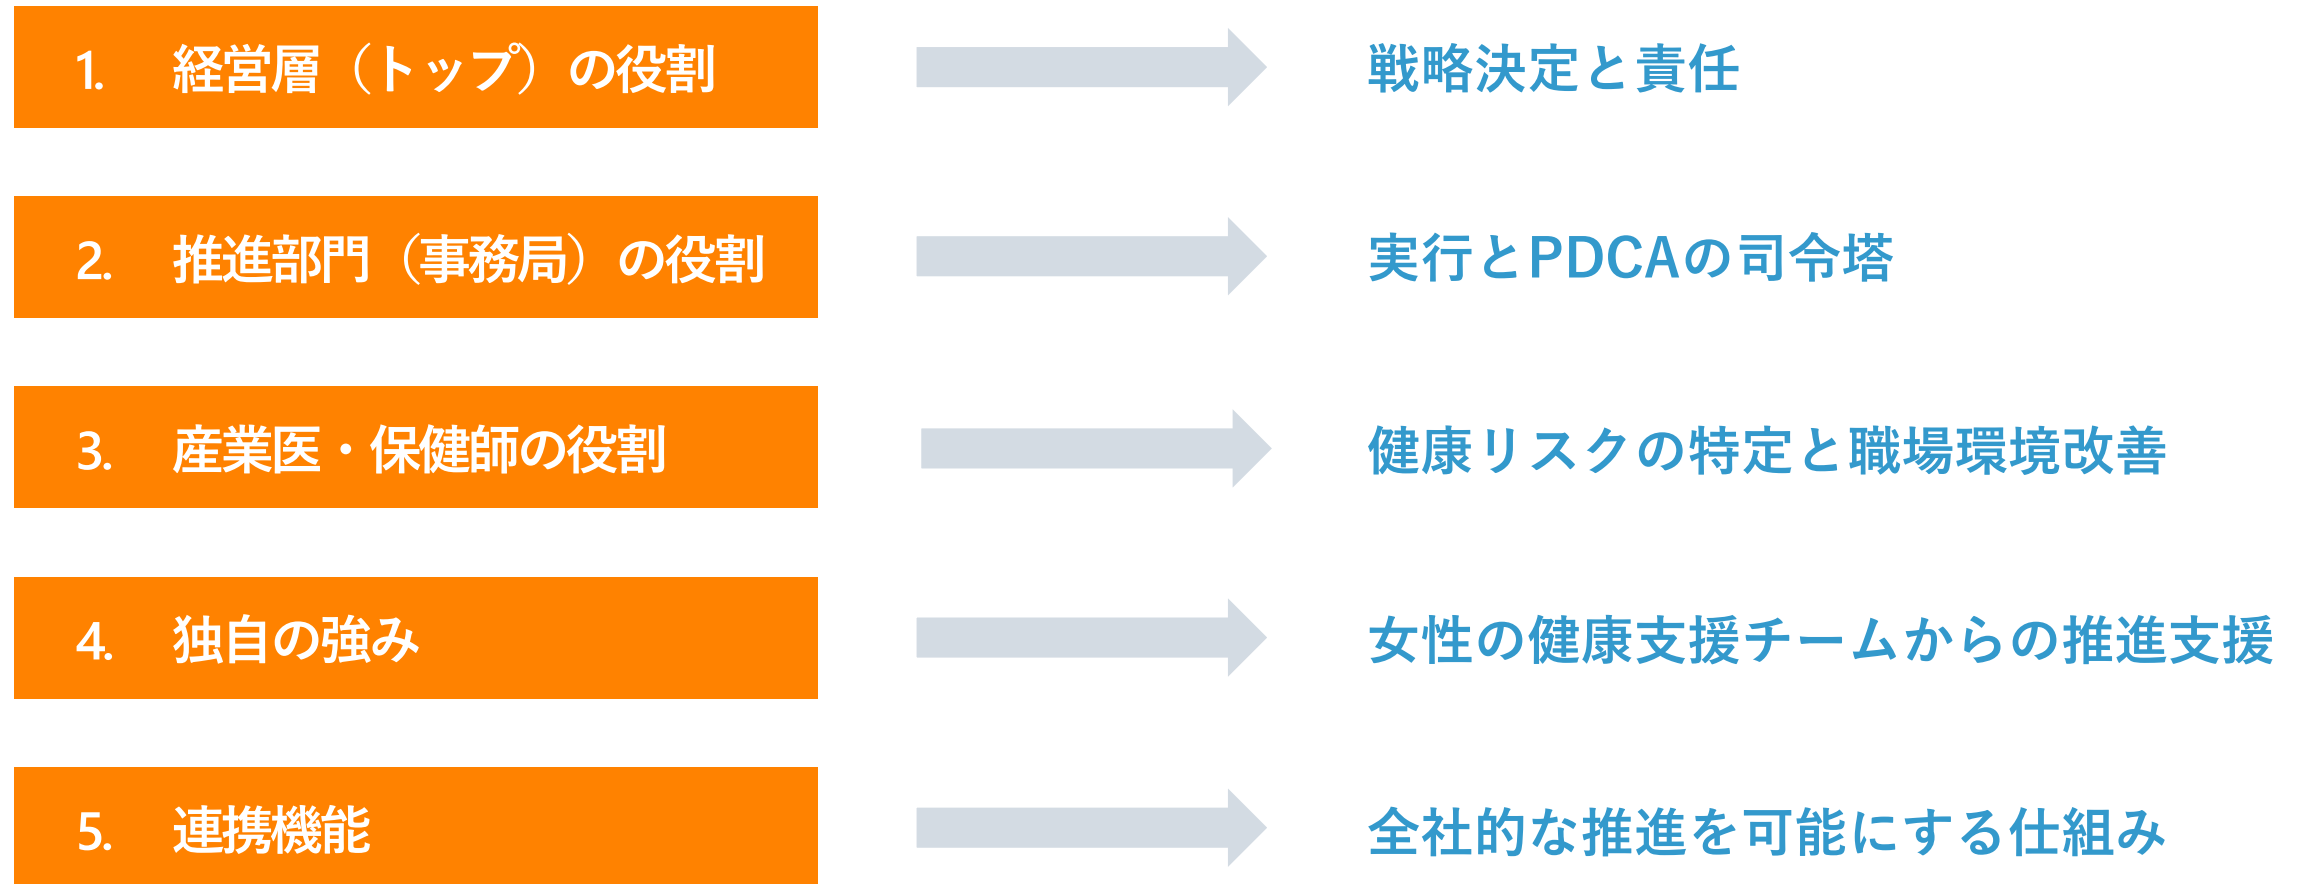 1. 経営層（トップ）の役割
戦略決定と責任
2. 推進部門（事務局）の役割
実行とPDCAの司令塔
3. 産業医・保健師の役割
健康リスクの特定と職場環境改善
4. 独自の強み
女性の健康支援チームからの推進支援
5. 連携機能
全社的な推進を可能にする仕組み